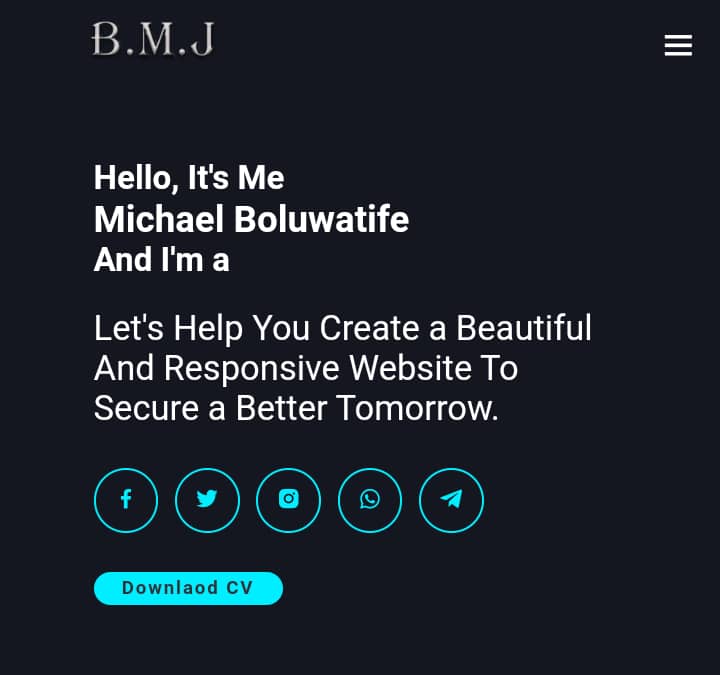 B.M.J
Hello, It's Me
Michael Boluwatife
And I'm a
Let's Help You Create a Beautiful
And Responsive Website To
Secure a Better Tomorrow.
Downlaod CV